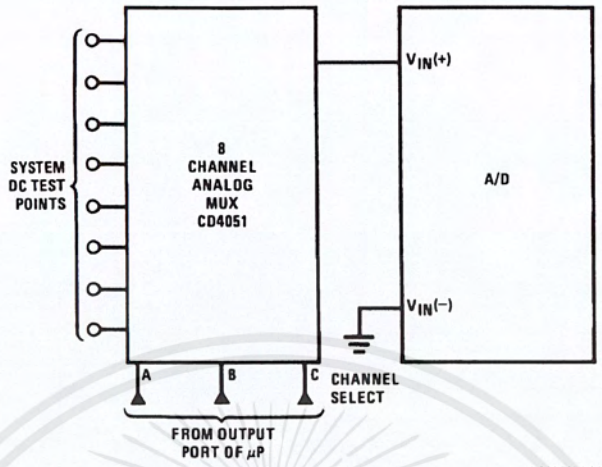 SYSTEM
DC TEST
POINTS
8
CHANNEL
ANALOG
MUX
CD4051
VIN(+)
A/D
VIN(−)
A
B
C
CHANNEL
SELECT
FROM OUTPUT
PORT OF µP